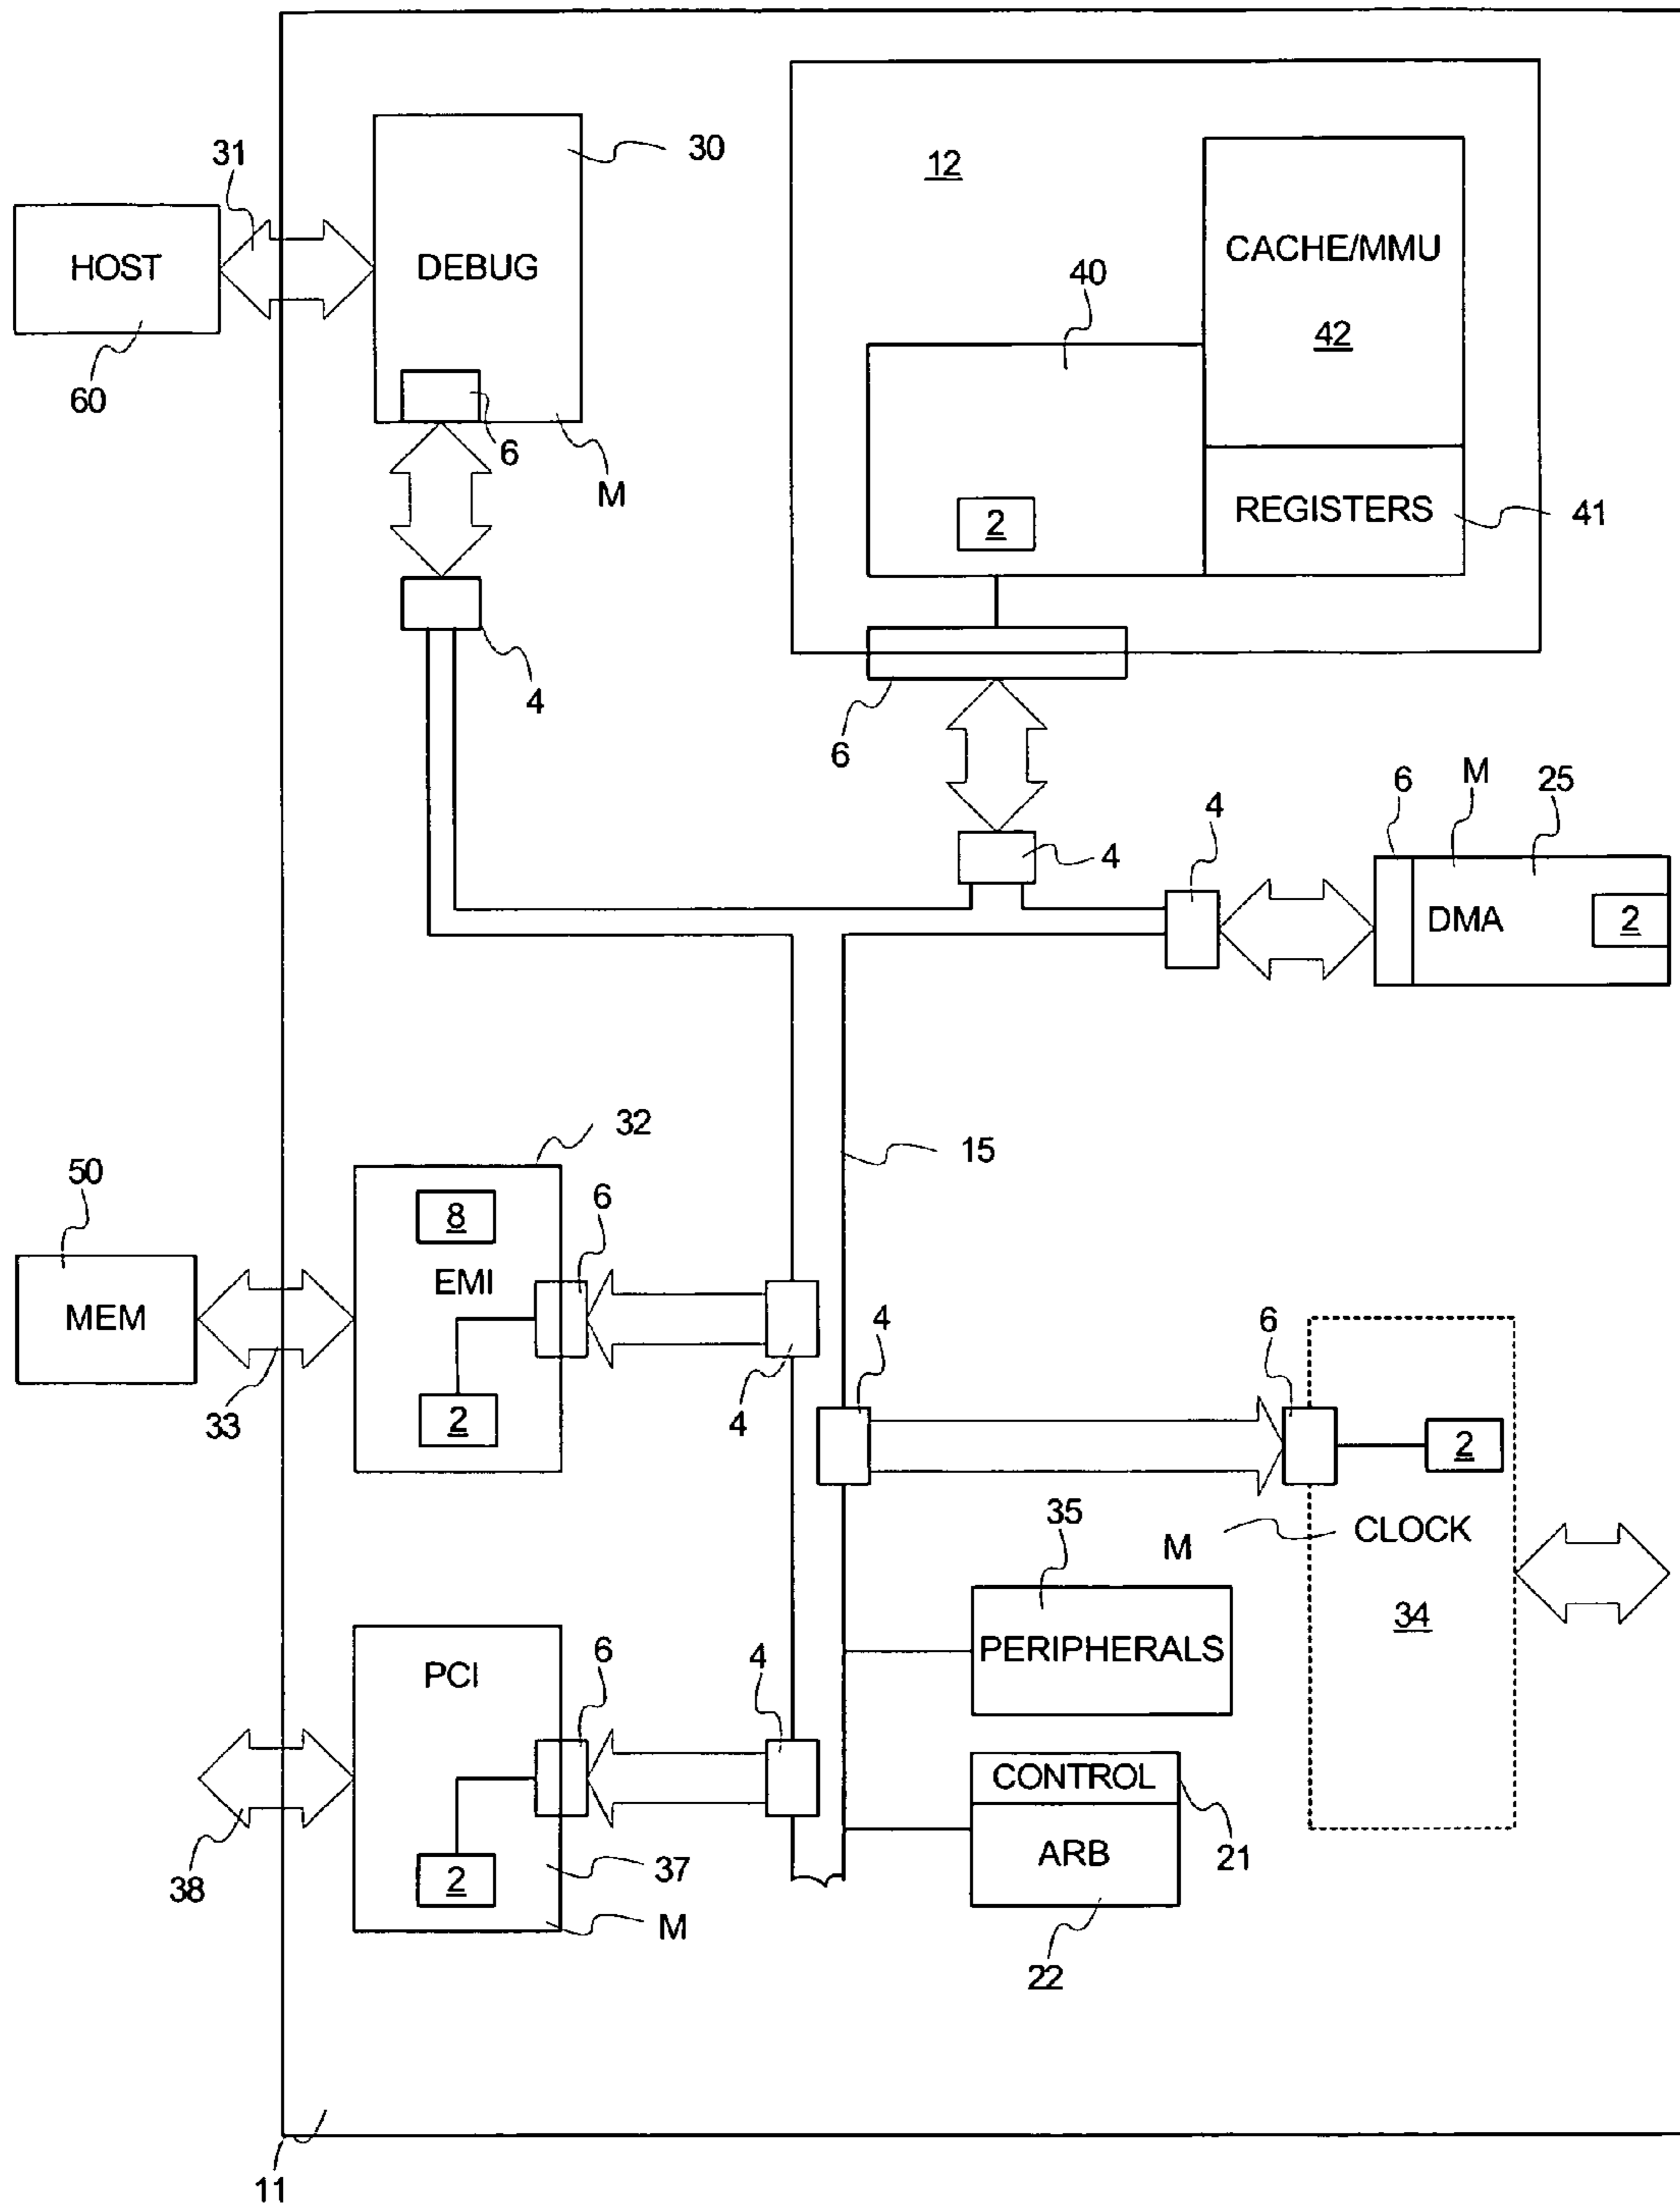 31
30
12
HOST
DEBUG
CACHE/MMU
40
42
60
6
M
2
REGISTERS
41
4
6
4
4
6
M
25
DMA
2
32
15
50
6
8
EMI
MEM
4
6
33
2
4
2
35
M
CLOCK
34
PERIPHERALS
PCI
6
4
CONTROL
ARB
21
38
2
37
M
22
11